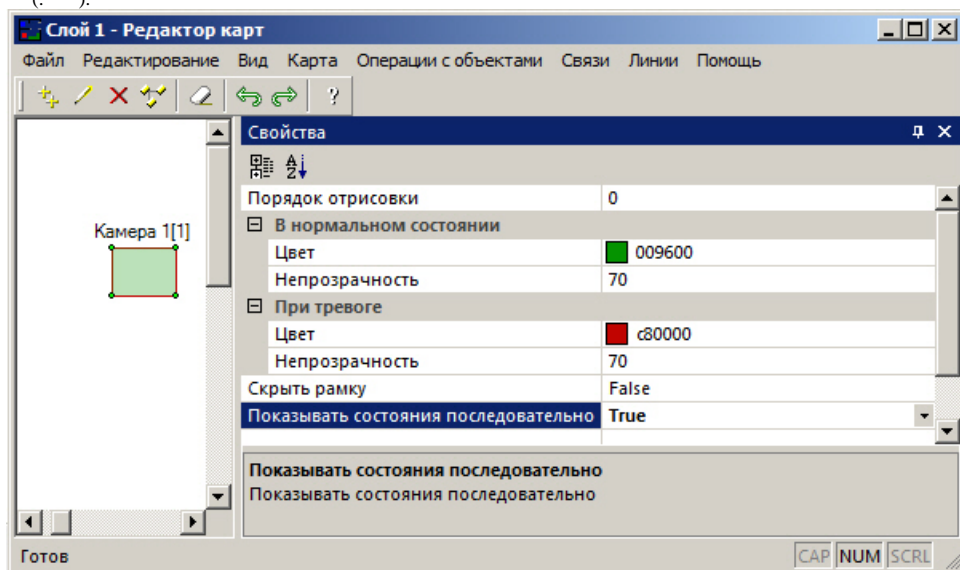 (. ).
Слой 1 - Редактор карт
Файл Редактирование Вид Карта Операции с объектами Связи Линии Помощь
?
Свойства
Порядок отрисовки 0
Камера 1[1]
В нормальном состоянии
Цвет 009600
Непрозрачность 70
При тревоге
Цвет c80000
Непрозрачность 70
Скрыть рамку False
Показывать состояния последовательно True
Показывать состояния последовательно
Показывать состояния последовательно
Готов CAP NUM SCRL